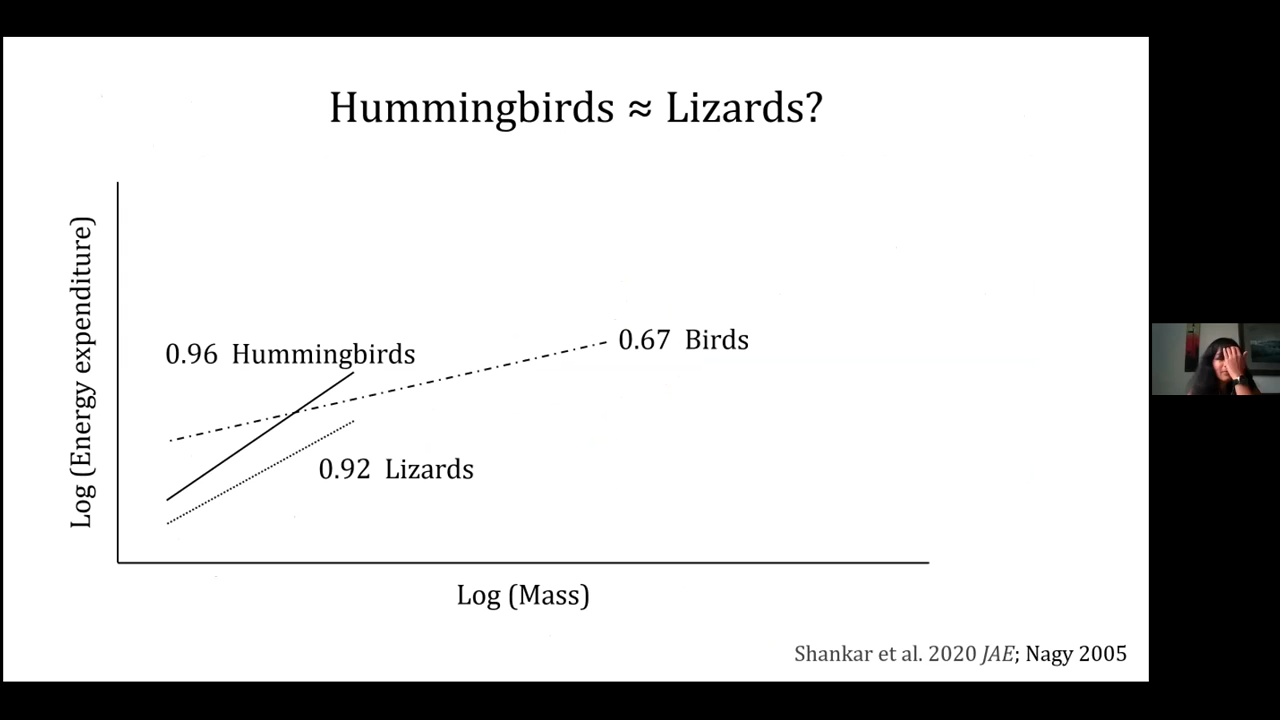 Hummingbirds ≈ Lizards?
Log (Energy expenditure)
0.96 Hummingbirds
0.67 Birds
0.92 Lizards
Log (Mass)
Shankar et al. 2020 JAE; Nagy 2005